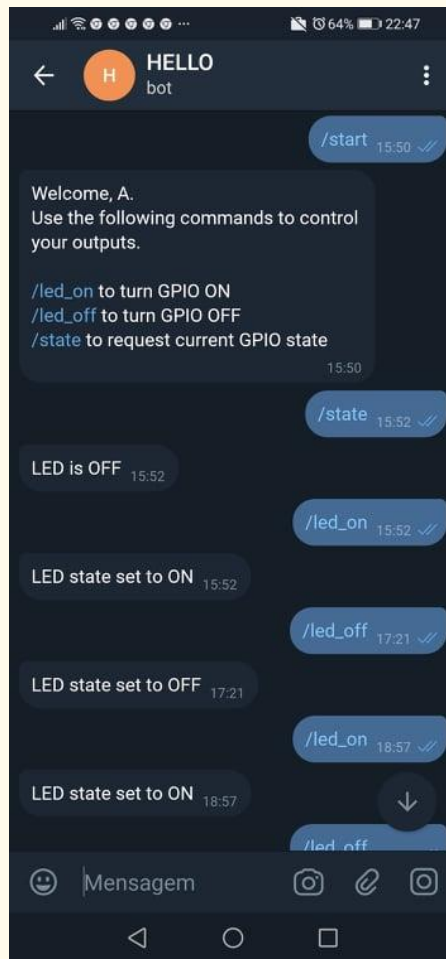 64% 22:47
H
HELLO
bot
/start 15:50
Welcome, A.
Use the following commands to control
your outputs.
/led_on to turn GPIO ON
/led_off to turn GPIO OFF
/state to request current GPIO state
15:50
/state 15:52
LED is OFF 15:52
/led_on 15:52
LED state set to ON 15:52
/led_off 17:21
LED state set to OFF 17:21
/led_on 18:57
LED state set to ON 18:57
/led_off
Mensagem